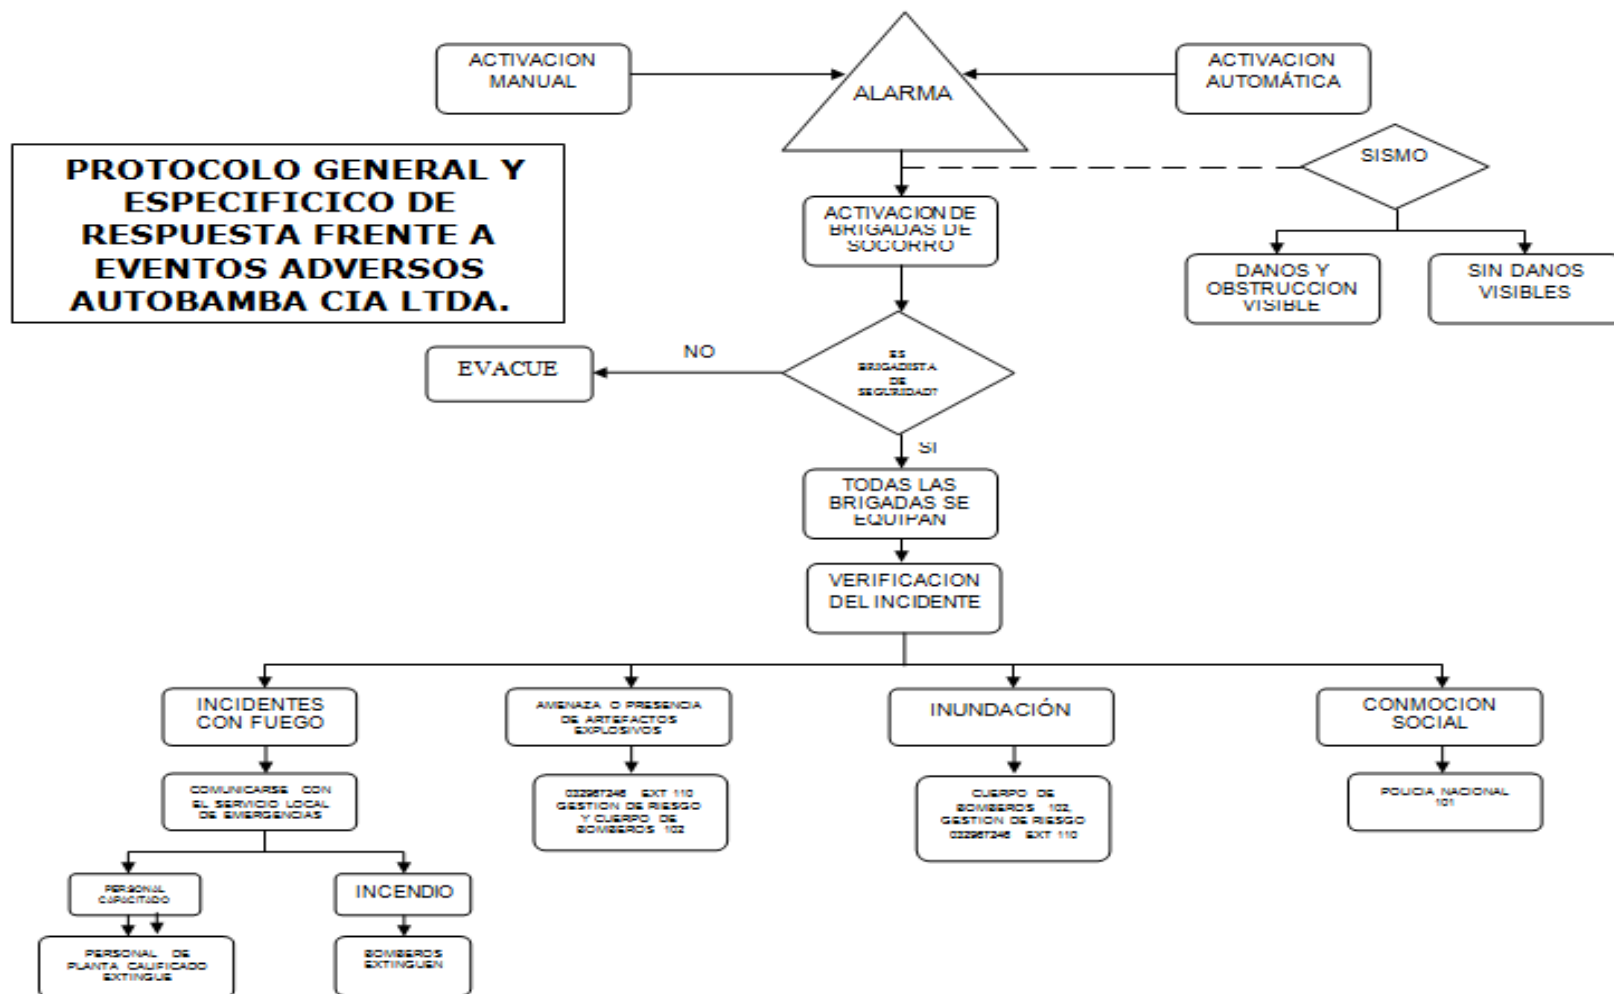 ACTIVACION
MANUAL
ALARMA
ACTIVACION
AUTOMÁTICA
SISMO
PROTOCOLO GENERAL Y
ESPECIFICICO DE
RESPUESTA FRENTE A
EVENTOS ADVERSOS
AUTOBAMBA CIA LTDA.
ACTIVACION DE
BRIGADAS DE
SOCORRO
DANOS Y
OBSTRUCCION
VISIBLE
SIN DANOS
VISIBLES
EVACUE
NO
ES
BRIGADISTA
DE
SEGURIDAD?
SI
TODAS LAS
BRIGADAS SE
EQUIPAN
VERIFICACION
DEL INCIDENTE
INCIDENTES
CON FUEGO
AMENAZA O PRESENCIA
DE ARTEFACTOS
EXPLOSIVOS
INUNDACIÓN
CONMOCION
SOCIAL
COMUNICARSE CON
EL SERVICIO LOCAL
DE EMERGENCIAS
032967246 EXT 110
GESTION DE RIESGO
Y CUERPO DE
BOMBEROS 102
CUERPO DE
BOMBEROS 102,
GESTION DE RIESGO
032967246 EXT 110
POLICIA NACIONAL
101
PERSONAL
CAPACITADO
INCENDIO
PERSONAL DE
PLANTA CALIFICADO
EXTINGUE
BOMBEROS
EXTINGUEN